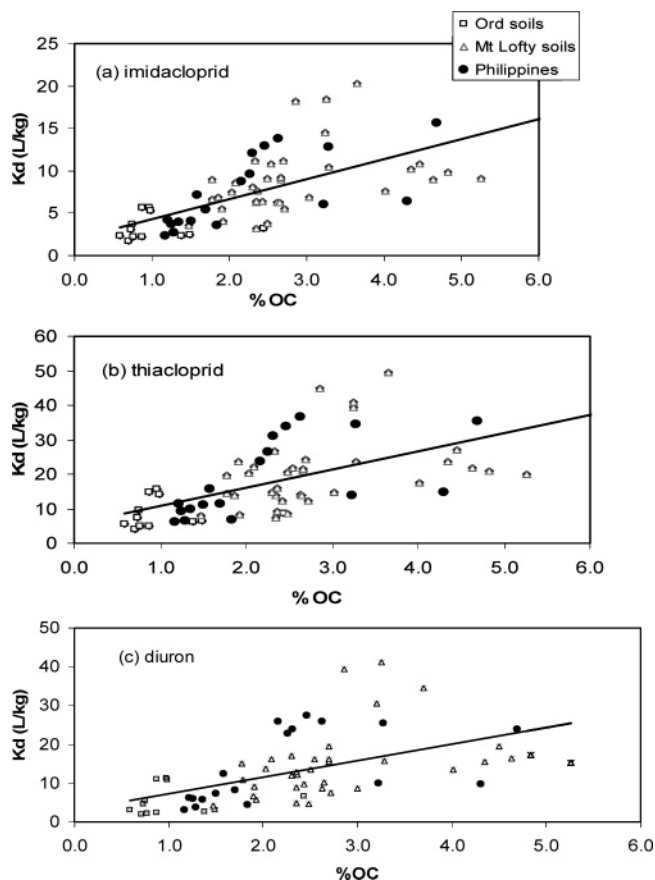 Ord soils
Mt Lofty soils
Philippines
(a) imidacloprid
Kd (L/kg)
25
20
15
10
5
0
0.0 1.0 2.0 3.0 4.0 5.0 6.0
% OC
(b) thiacloprid
Kd (L/kg)
60
50
40
30
20
10
0
0.0 1.0 2.0 3.0 4.0 5.0 6.0
% OC
(c) diuron
Kd (L/kg)
50
40
30
20
10
0
0.0 1.0 2.0 3.0 4.0 5.0 6.0
%OC